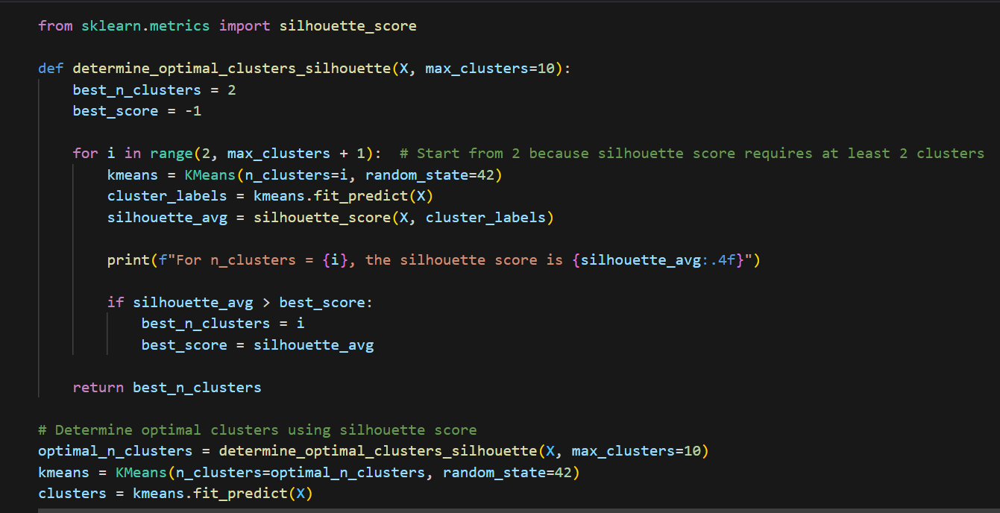 from sklearn.metrics import silhouette_score
def determine_optimal_clusters_silhouette(X, max_clusters=10):
    best_n_clusters = 2
    best_score = -1
    for i in range(2, max_clusters + 1):  # Start from 2 because silhouette score requires at least 2 clusters
        kmeans = KMeans(n_clusters=i, random_state=42)
        cluster_labels = kmeans.fit_predict(X)
        silhouette_avg = silhouette_score(X, cluster_labels)
        print(f"For n_clusters = {i}, the silhouette score is {silhouette_avg:.4f}")
        if silhouette_avg > best_score:
            best_n_clusters = i
            best_score = silhouette_avg
    return best_n_clusters
# Determine optimal clusters using silhouette score
optimal_n_clusters = determine_optimal_clusters_silhouette(X, max_clusters=10)
kmeans = KMeans(n_clusters=optimal_n_clusters, random_state=42)
clusters = kmeans.fit_predict(X)